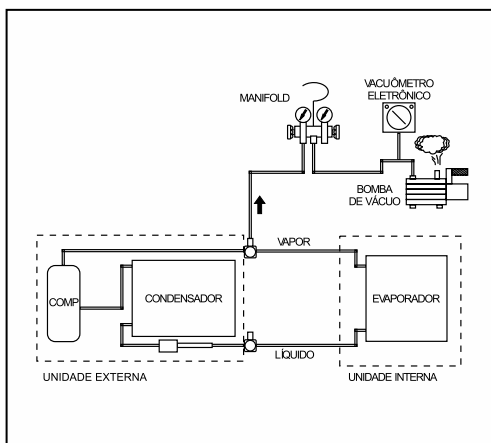 MANIFOLD
VACUÔMETRO
ELETRÔNICO
BOMBA
DE VÁCUO
VAPOR
COMP
CONDENSADOR
EVAPORADOR
LÍQUIDO
UNIDADE EXTERNA
UNIDADE INTERNA